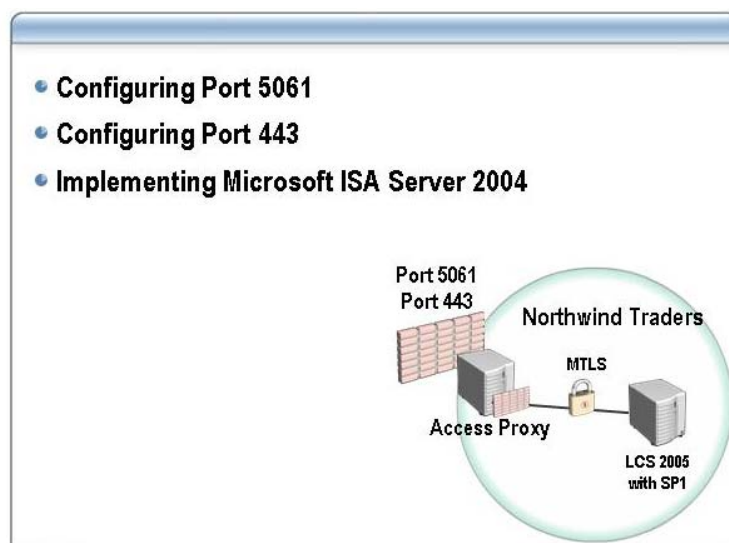 Configuring Port 5061
Configuring Port 443
Implementing Microsoft ISA Server 2004
Port 5061
Port 443
Northwind Traders
MTLS
Access Proxy
LCS 2005
with SP1